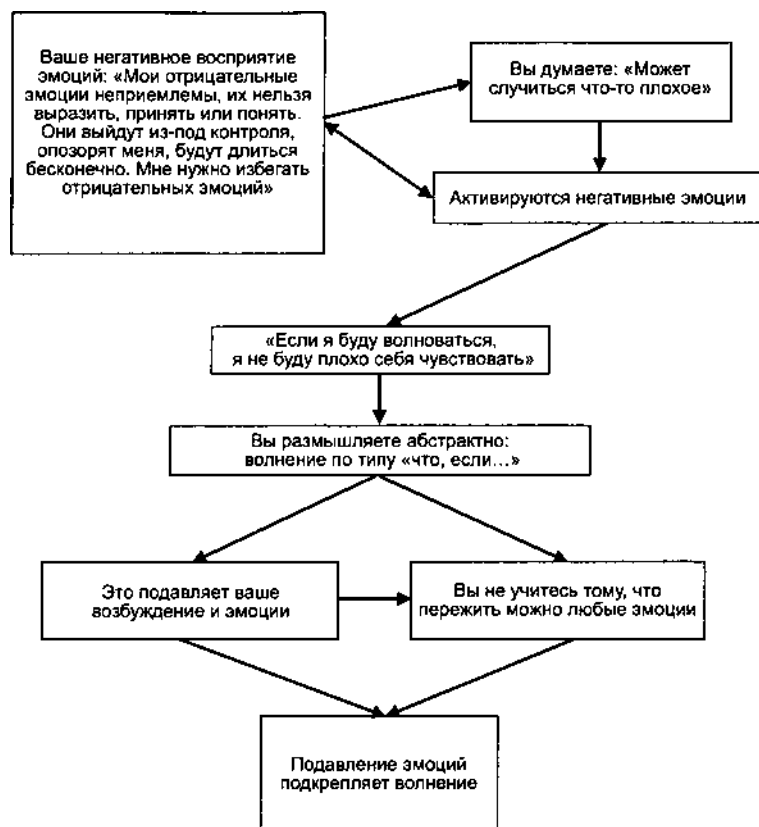 Ваше негативное восприятие
эмоций: «Мои отрицательные
эмоции неприемлемы, их нельзя
выразить, принять или понять.
Они выйдут из-под контроля,
опозорят меня, будут длиться
бесконечно. Мне нужно избегать
отрицательных эмоций»
Вы думаете: «Может
случиться что-то плохое»
Активируются негативные эмоции
«Если я буду волноваться,
я не буду плохо себя чувствовать»
Вы размышляете абстрактно:
волнение по типу «что, если...»
Это подавляет ваше
возбуждение и эмоции
Вы не учитесь тому, что
пережить можно любые эмоции
Подавление эмоций
подкрепляет волнение